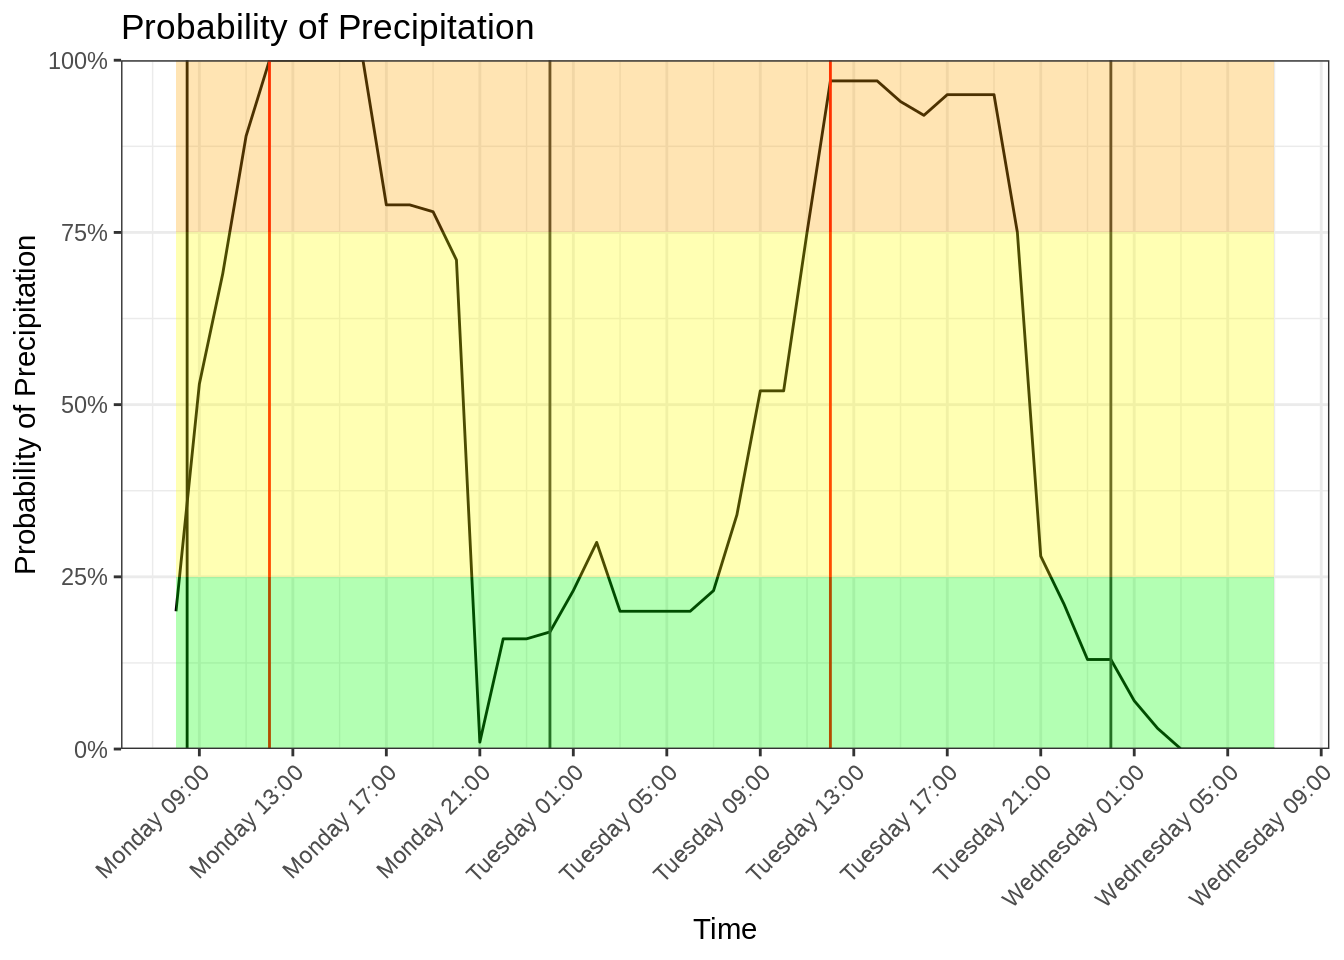 Probability of Precipitation
Probability of Precipitation
100%
75%
50%
25%
0%
Monday 09:00
Monday 13:00
Monday 17:00
Monday 21:00
Tuesday 01:00
Tuesday 05:00
Tuesday 09:00
Tuesday 13:00
Tuesday 17:00
Tuesday 21:00
Wednesday 01:00
Wednesday 05:00
Wednesday 09:00
Time